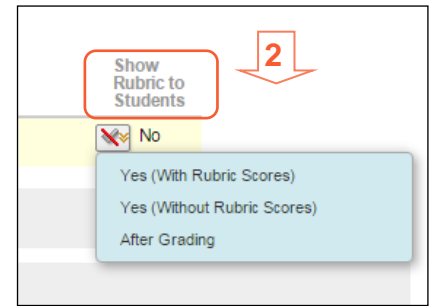 Show
Rubric to
Students
2
No
Yes (With Rubric Scores)
Yes (Without Rubric Scores)
After Grading